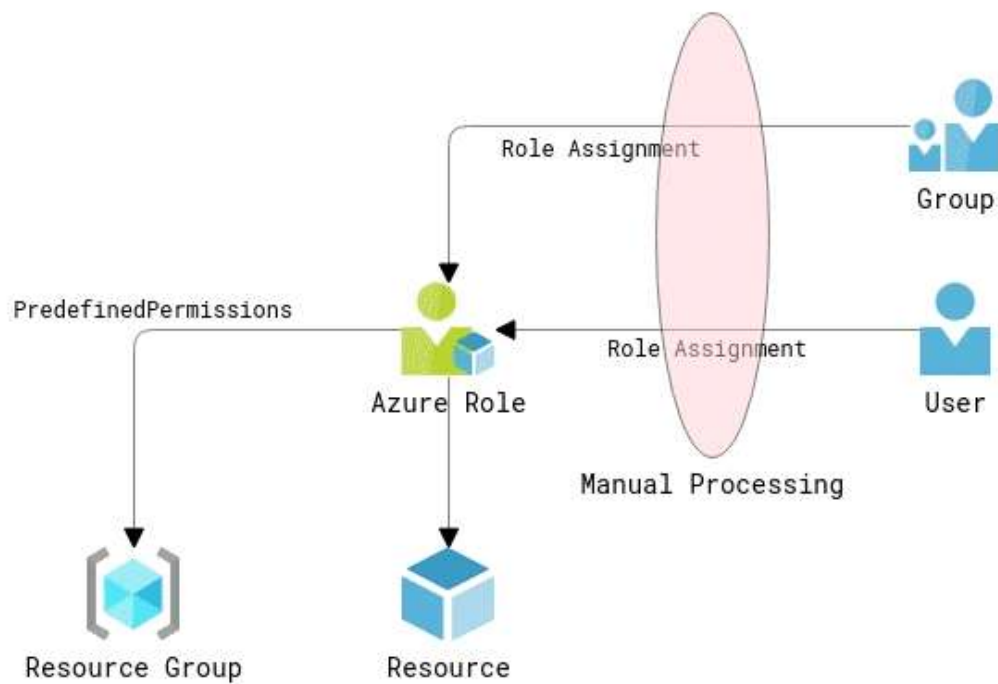 Role Assignment
Group
PredefinedPermissions
Role Assignment
Azure Role
User
Manual Processing
Resource Group
Resource